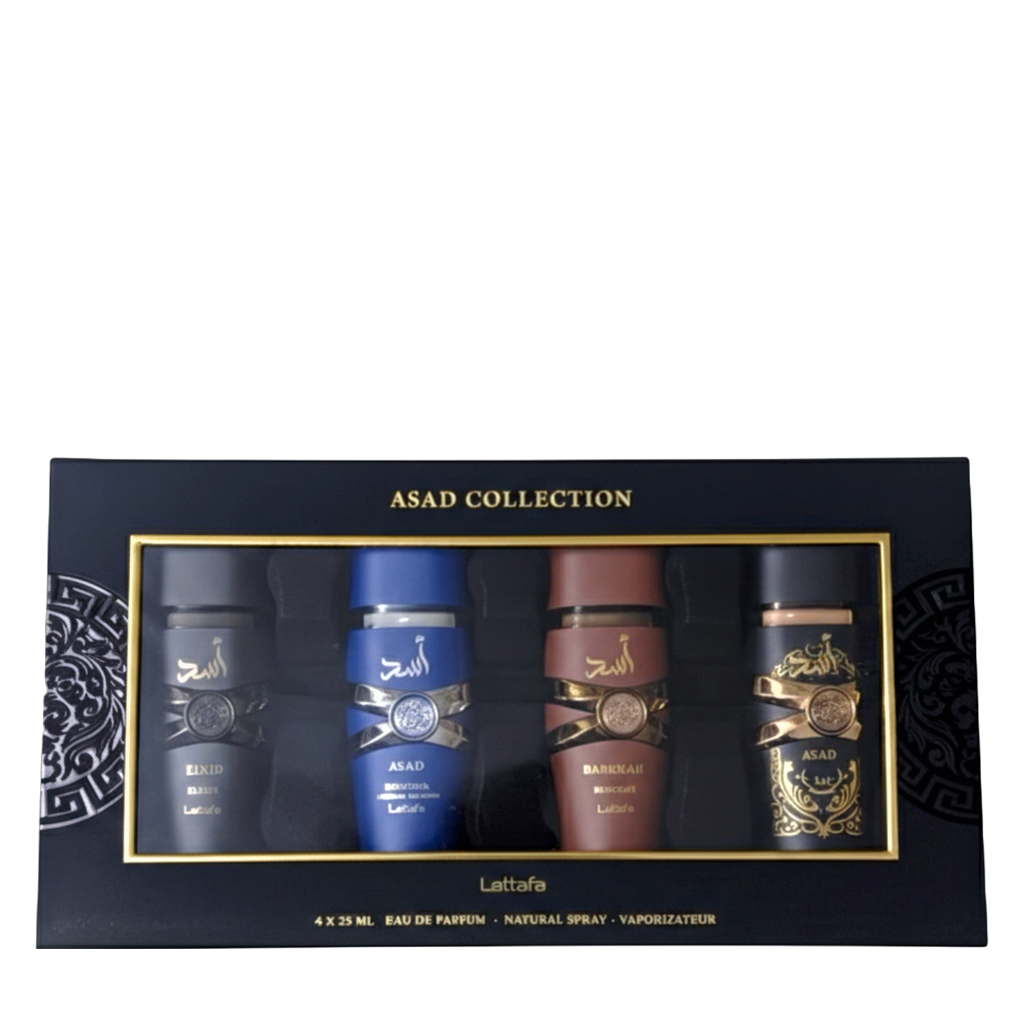 ASAD COLLECTION
أسد
أسد
أسد
أسد
ASAD
ASAD
Lattafa
Lattafa
Lattafa
Lattafa
4 X 25 ML EAU DE PARFUM · NATURAL SPRAY · VAPORIZATEUR